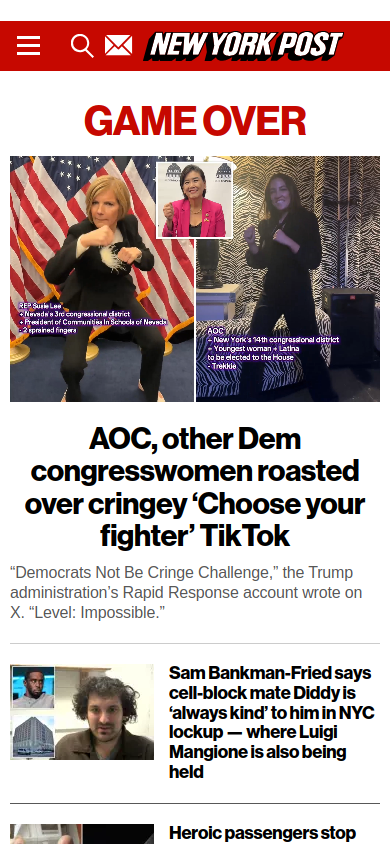 NEW YORK POST
GAME OVER
REP Susie Lee
+ Nevada's 3rd congressional district
+ President of Communities In Schools of Nevada
- 2 sprained fingers
AOC
~ New York's 14th congressional district
~ Youngest woman + Latina
to be elected to the House
- Trekkie
AOC, other Dem
congresswomen roasted
over cringey ‘Choose your
fighter’ TikTok
“Democrats Not Be Cringe Challenge,” the Trump
administration’s Rapid Response account wrote on
X. “Level: Impossible.”
Sam Bankman-Fried says
cell-block mate Diddy is
‘always kind’ to him in NYC
lockup — where Luigi
Mangione is also being
held
Heroic passengers stop